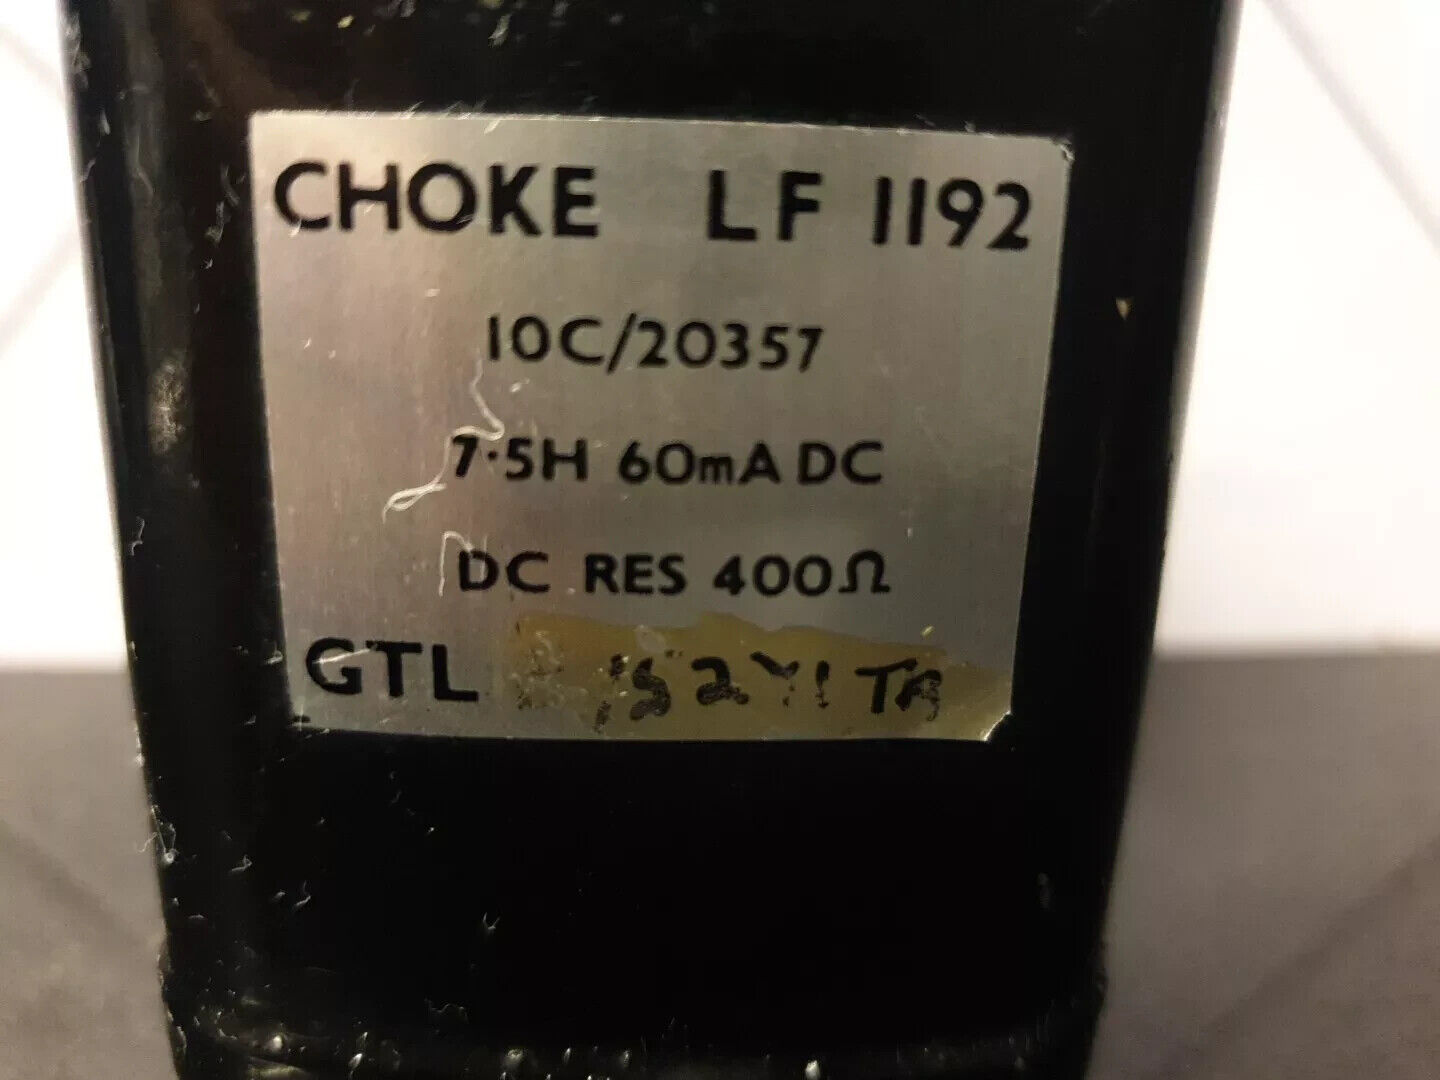 CHOKE LF 1192
10C/20357
7·5H 60mA DC
DC RES 400Ω
GTL